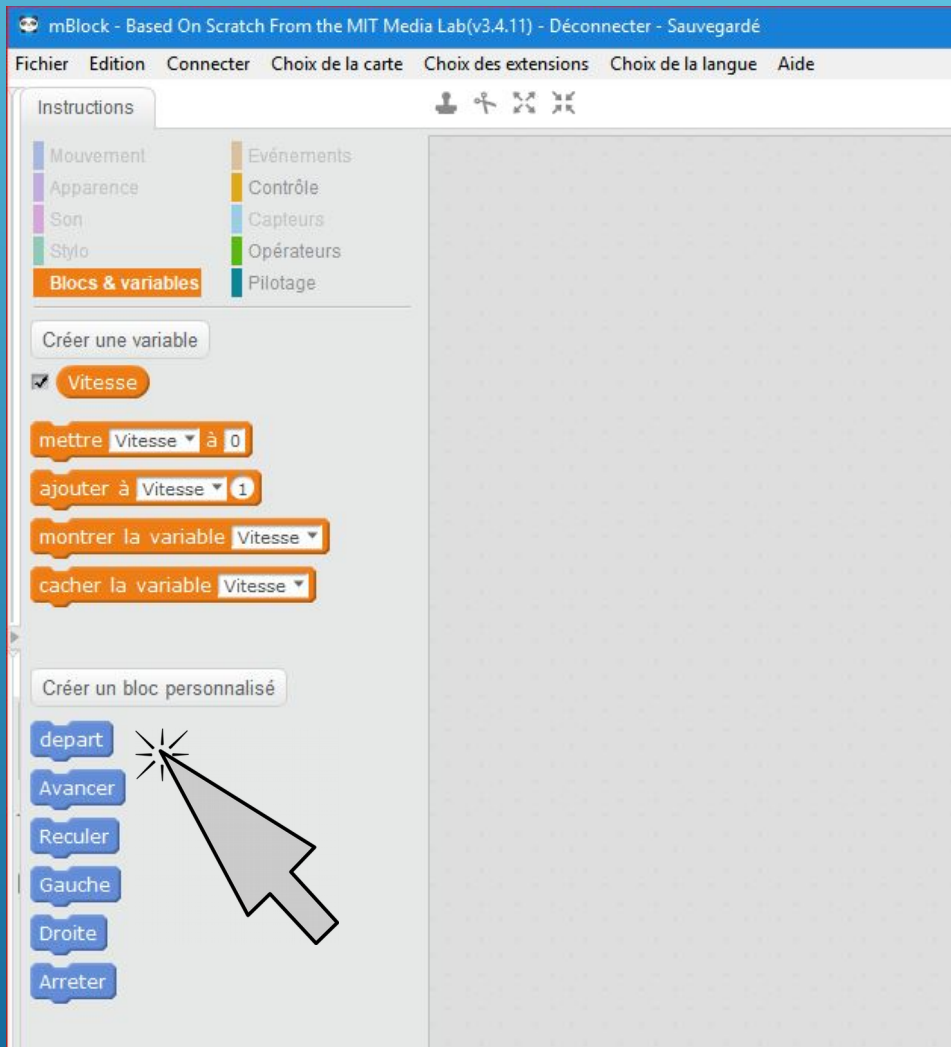 mBlock - Based On Scratch From the MIT Media Lab(v3.4.11) - Déconnecter - Sauvegardé
Fichier Edition Connecter Choix de la carte Choix des extensions Choix de la langue Aide
Instructions
Mouvement Evénements
Apparence Contrôle
Son Capteurs
Stylo Opérateurs
Blocs & variables Pilotage
Créer une variable
Vitesse
mettre Vitesse à 0
ajouter à Vitesse 1
montrer la variable Vitesse
cacher la variable Vitesse
Créer un bloc personnalisé
depart
Avancer
Reculer
Gauche
Droite
Arreter